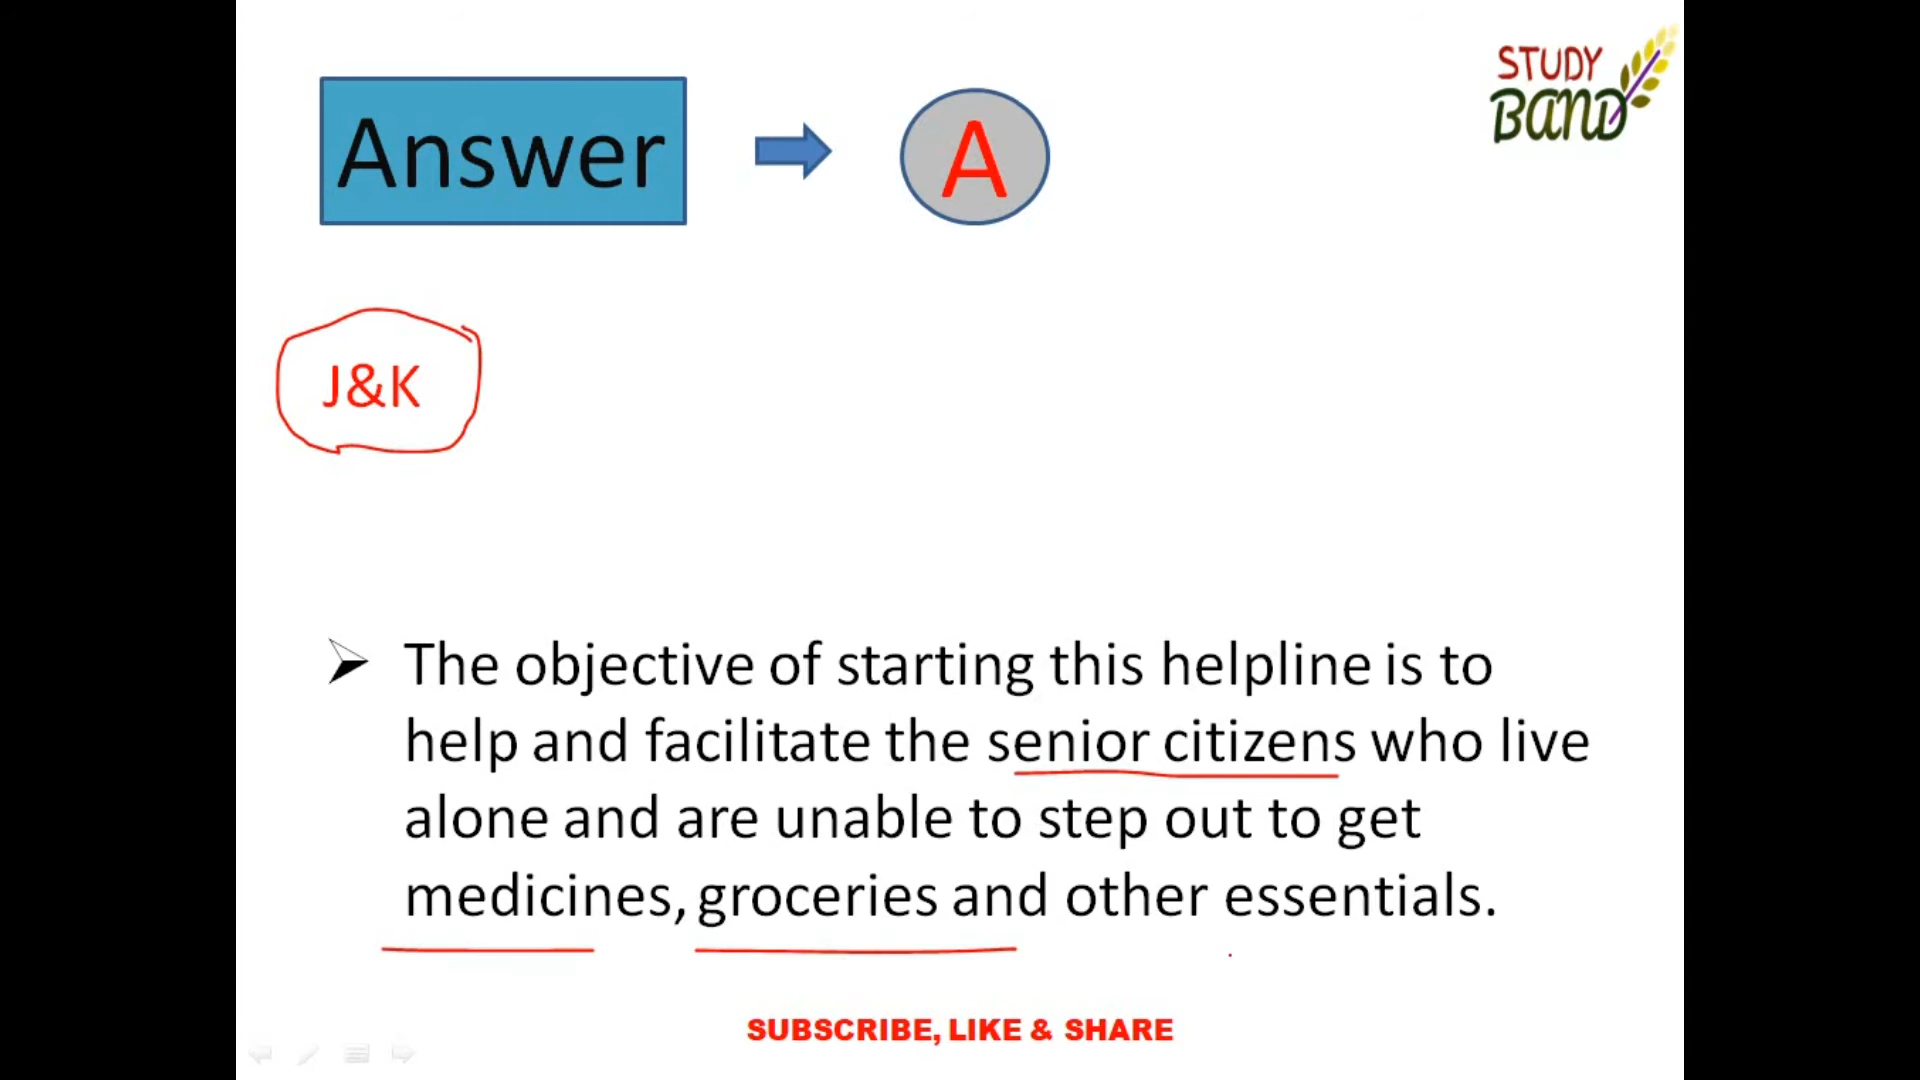 Answer
A
STUDY
BAND
J&K
The objective of starting this helpline is to
help and facilitate the senior citizens who live
alone and are unable to step out to get
medicines, groceries and other essentials.
SUBSCRIBE, LIKE & SHARE